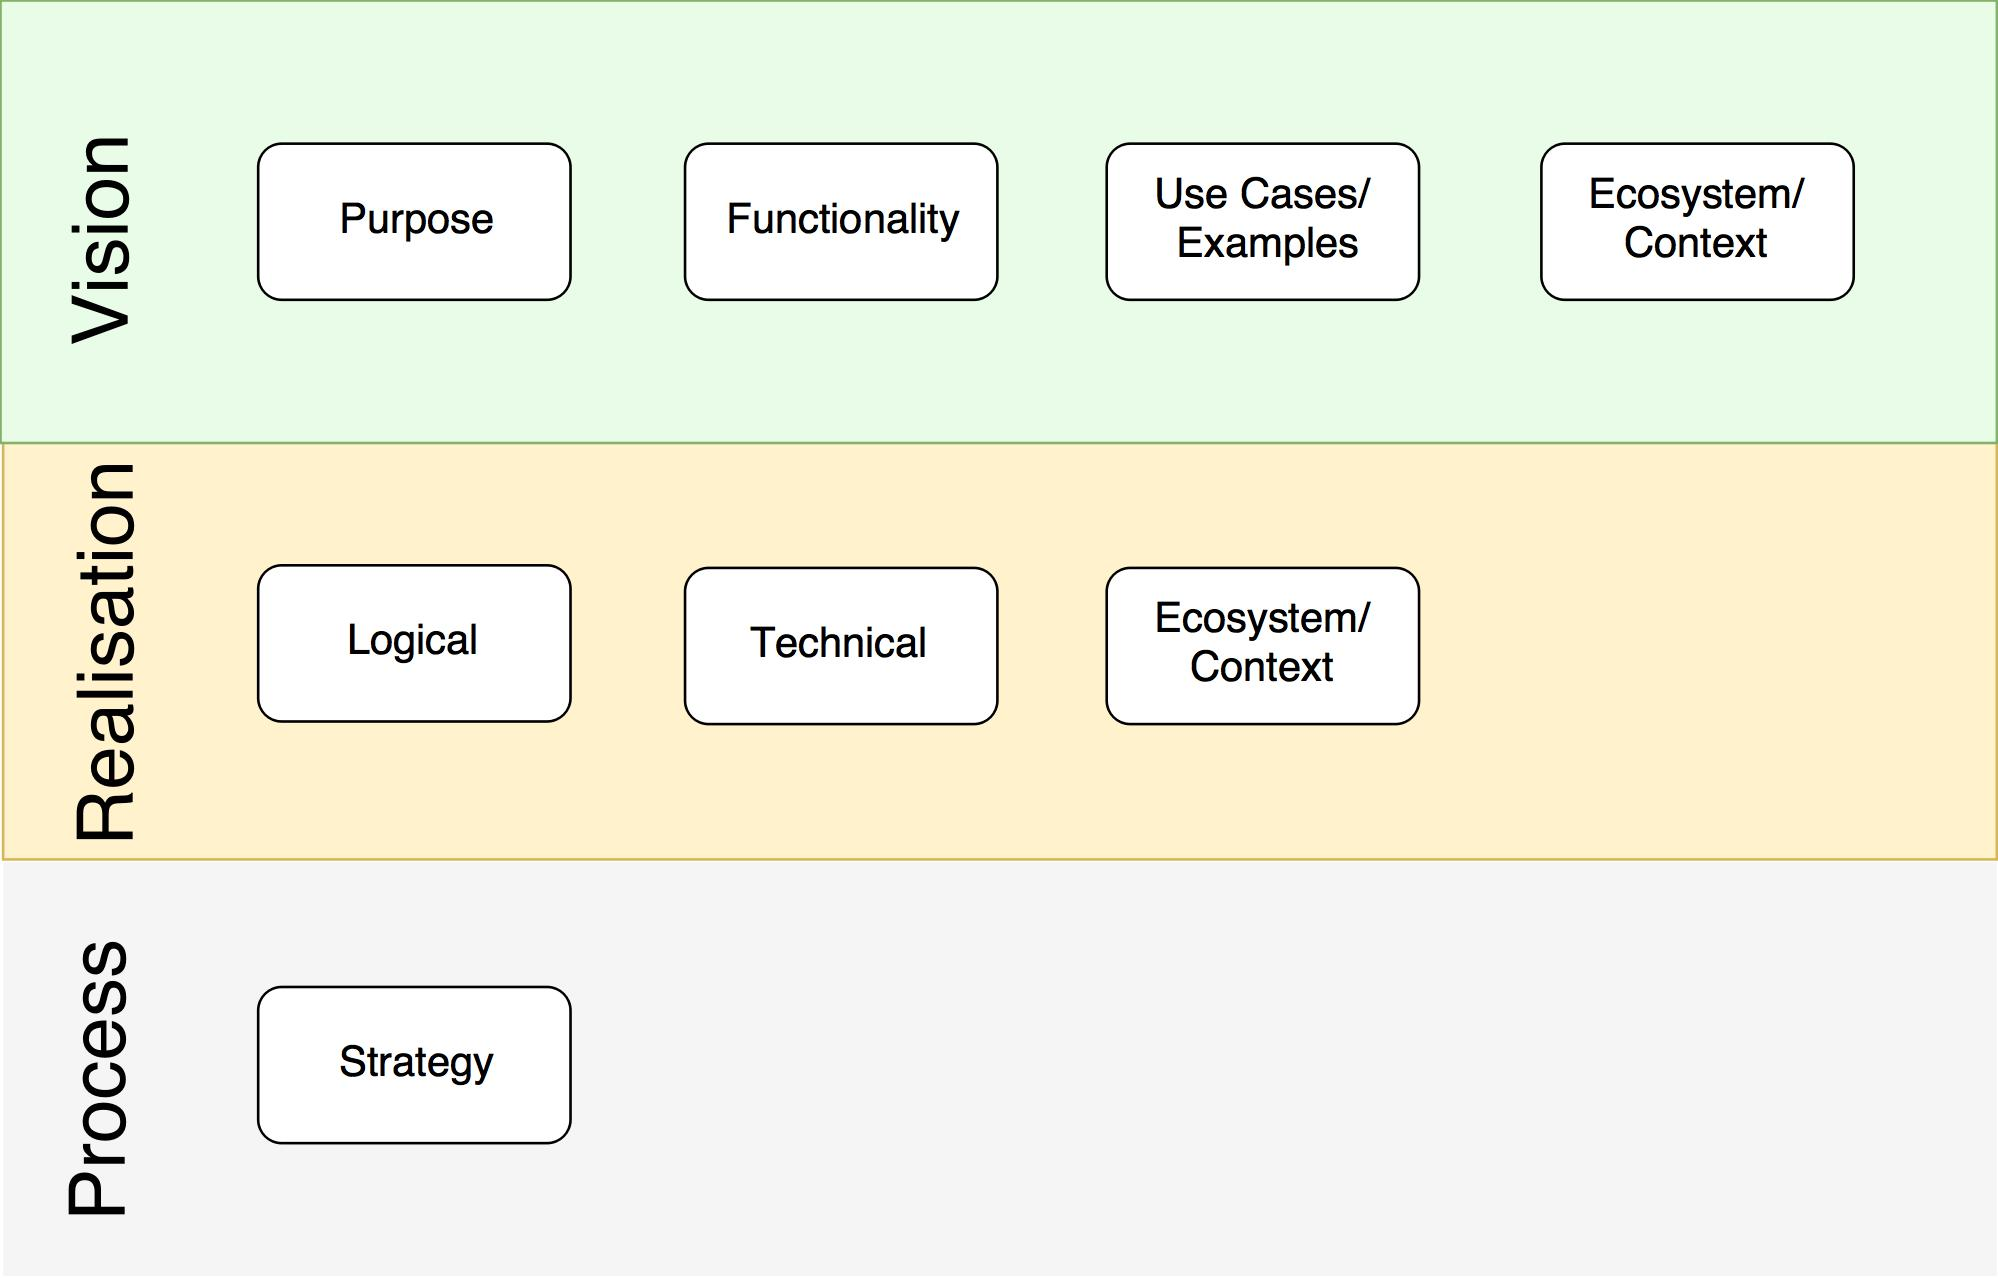 Vision
Purpose
Functionality
Use Cases/
Examples
Ecosystem/
Context
Realisation
Logical
Technical
Ecosystem/
Context
Process
Strategy